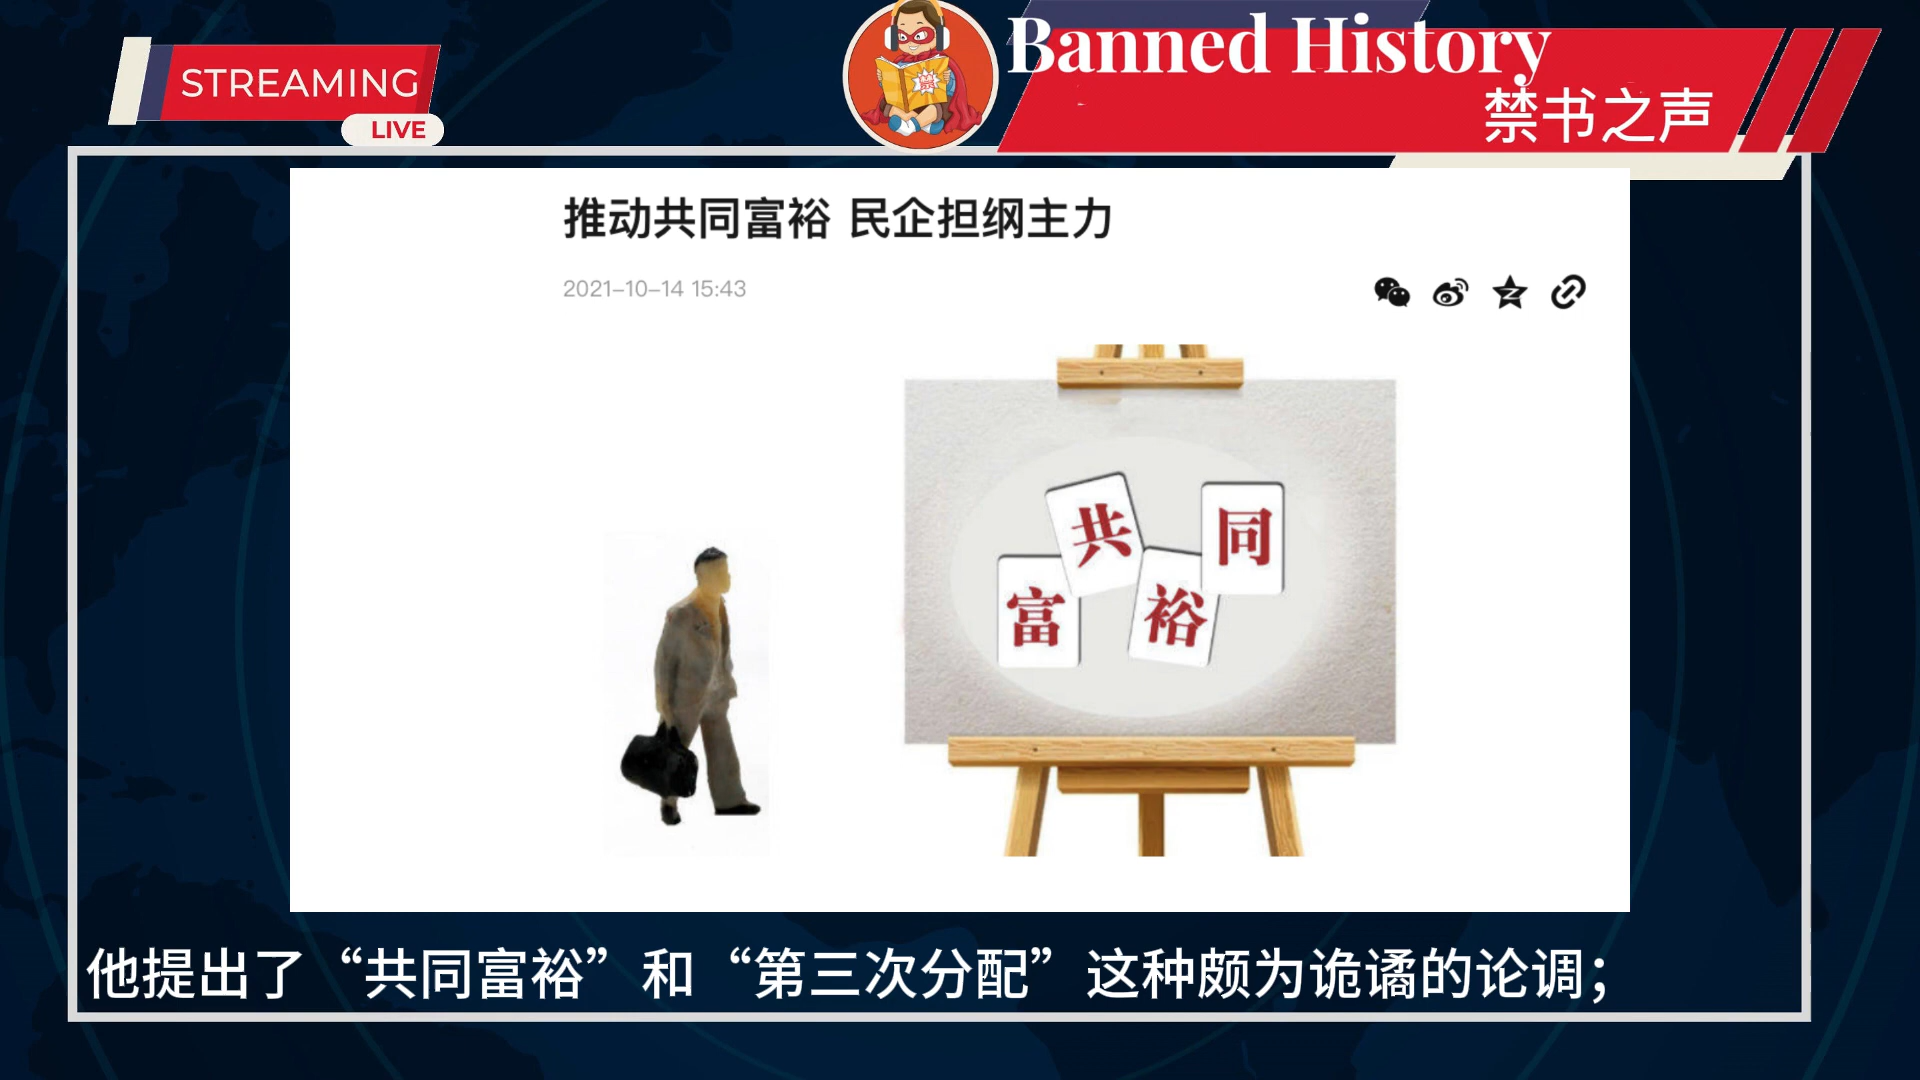 STREAMING
LIVE
Banned History
禁书之声
推动共同富裕 民企担纲主力
2021-10-14 15:43
共
同
富
裕
他提出了“共同富裕”和“第三次分配”这种颇为诡谲的论调；